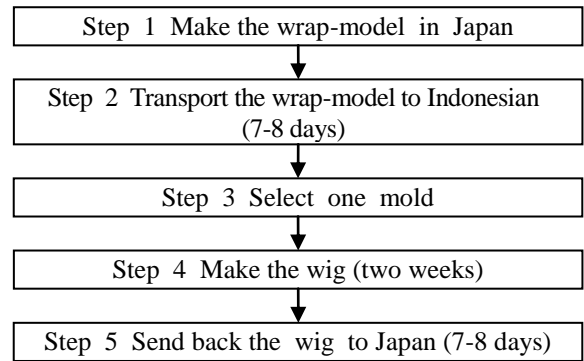 Step 1 Make the wrap-model in Japan
Step 2 Transport the wrap-model to Indonesian
(7-8 days)
Step 3 Select one mold
Step 4 Make the wig (two weeks)
Step 5 Send back the wig to Japan (7-8 days)